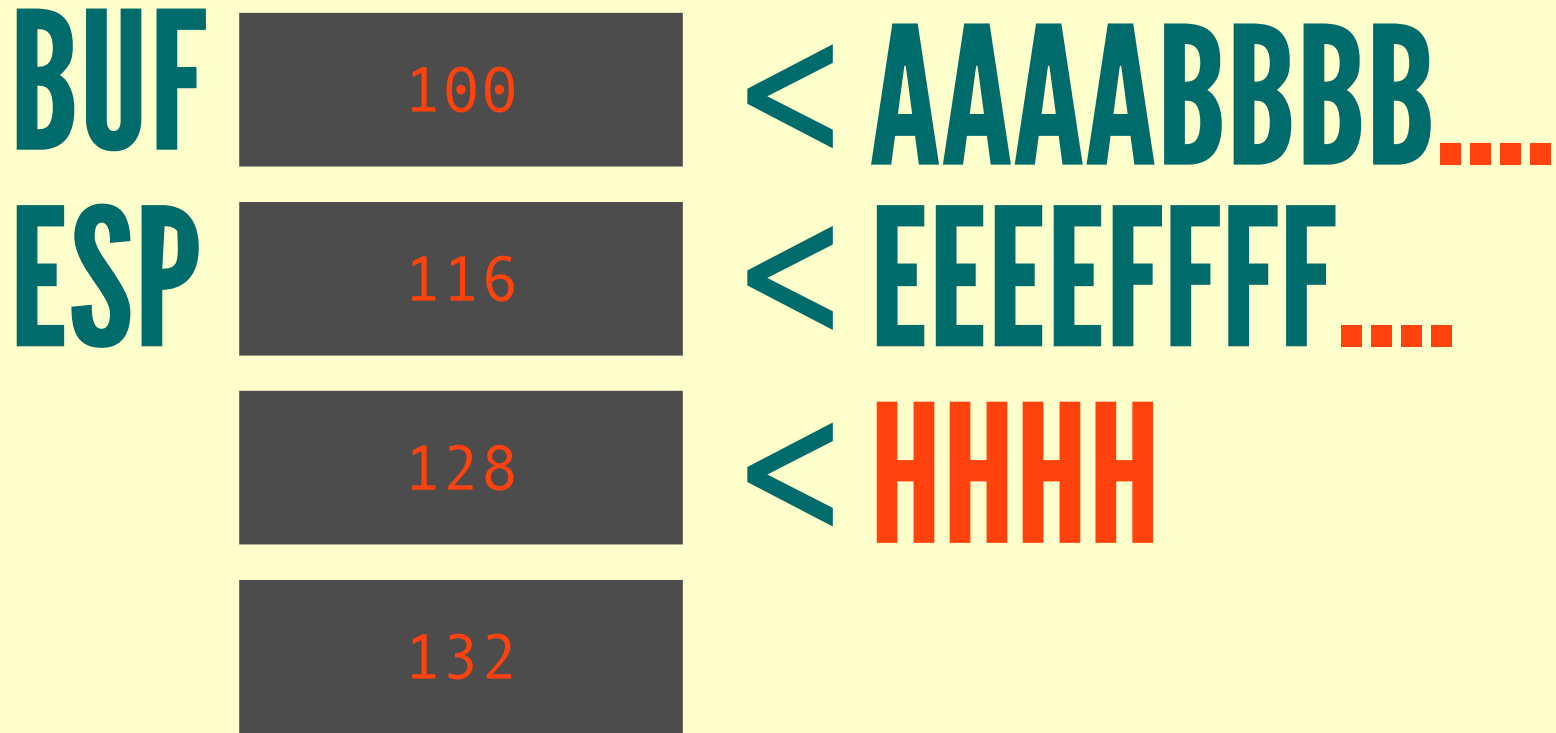 BUF 100 < AAAABBBB....
ESP 116 < EEEEFFFF....
128 < HHHH
132